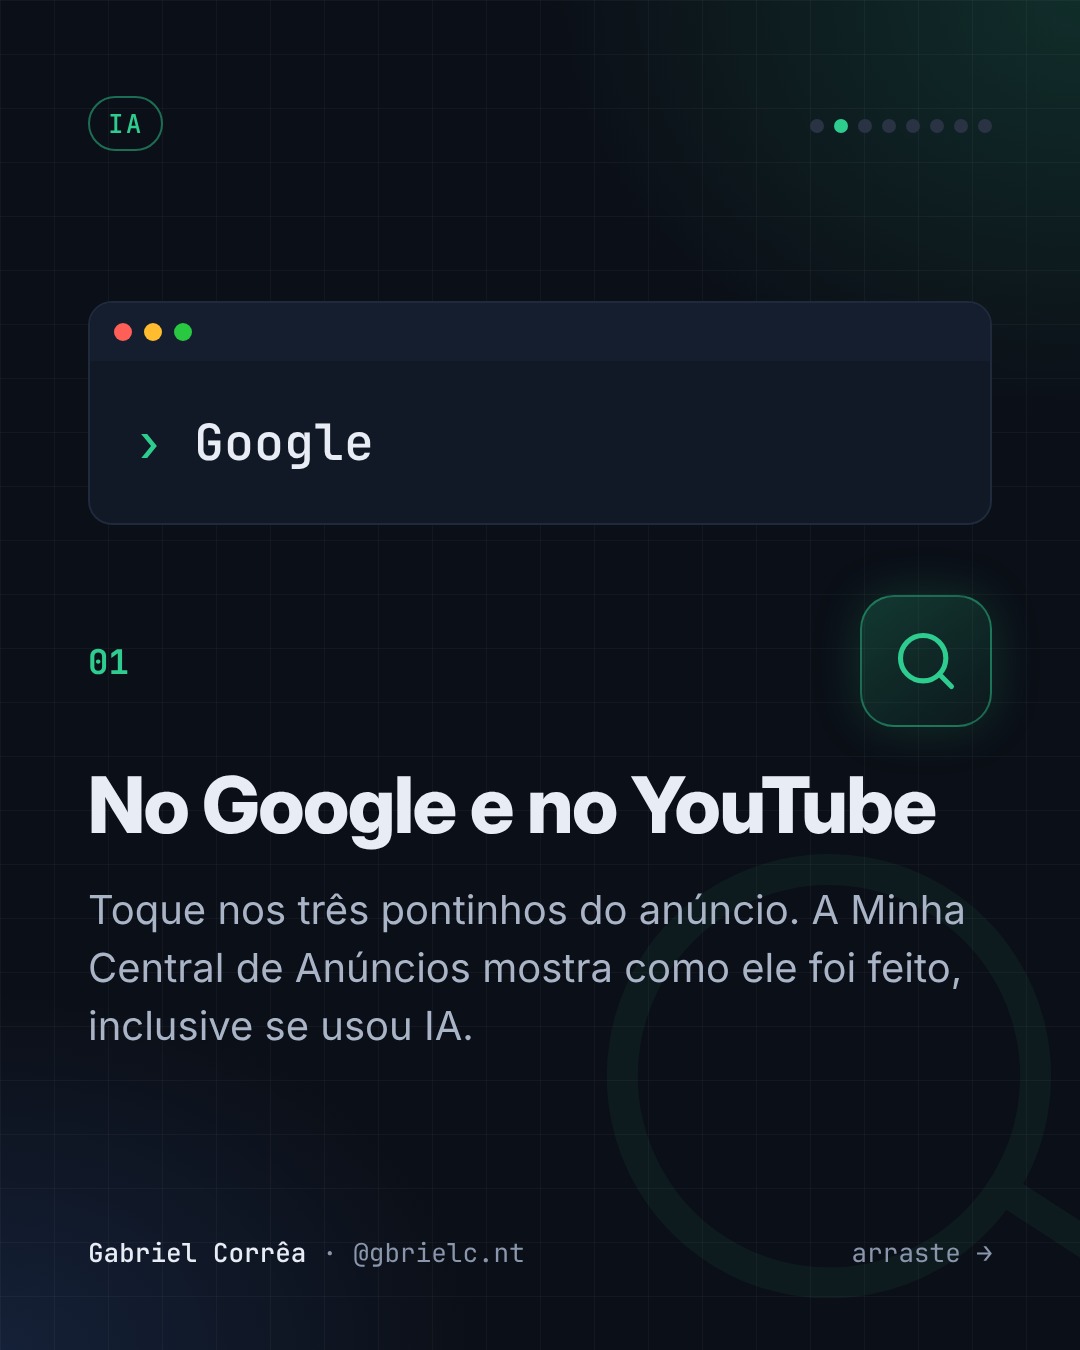 IA
› Google
01
No Google e no YouTube
Toque nos três pontinhos do anúncio. A Minha
Central de Anúncios mostra como ele foi feito,
inclusive se usou IA.
Gabriel Corrêa · @gbrielc.nt
arraste →